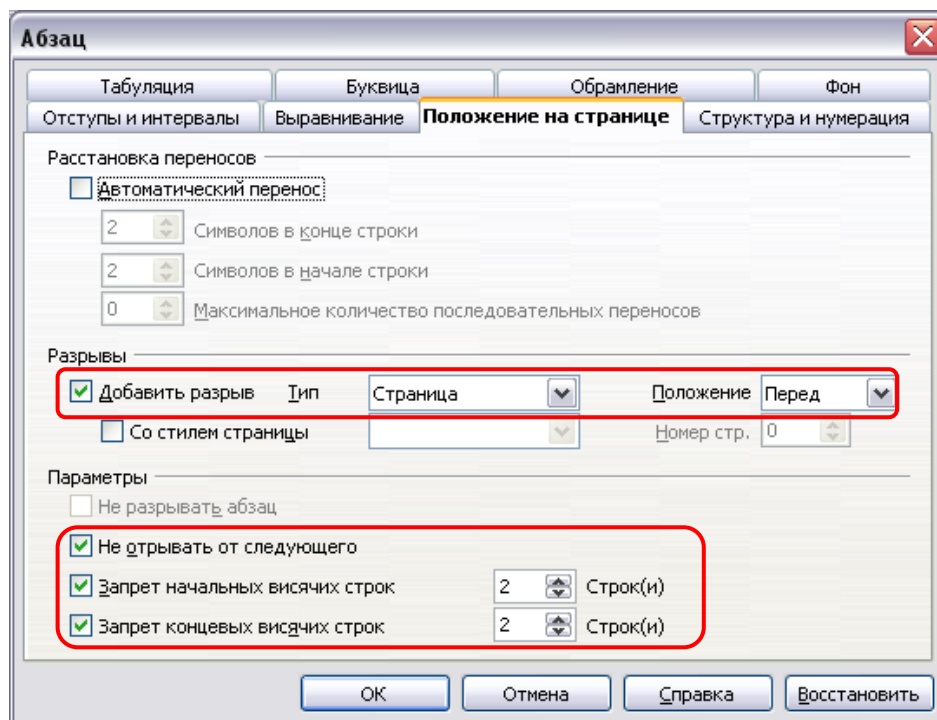 Абзац
Табуляция Буквица Обрамление Фон
Отступы и интервалы Выравнивание Положение на странице Структура и нумерация
Расстановка переносов
Автоматический перенос
2 Символов в конце строки
2 Символов в начале строки
0 Максимальное количество последовательных переносов
Разрывы
Добавить разрыв Тип Страница Положение Перед
Со стилем страницы Номер стр. 0
Параметры
Не разрывать абзац
Не отрывать от следующего
Запрет начальных висячих строк 2 Строк(и)
Запрет концевых висячих строк 2 Строк(и)
ОК Отмена Справка Восстановить